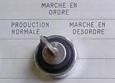 MARCHE EN
ORDRE
PRODUCTION
NORMALE
MARCHE EN
DESORDRE